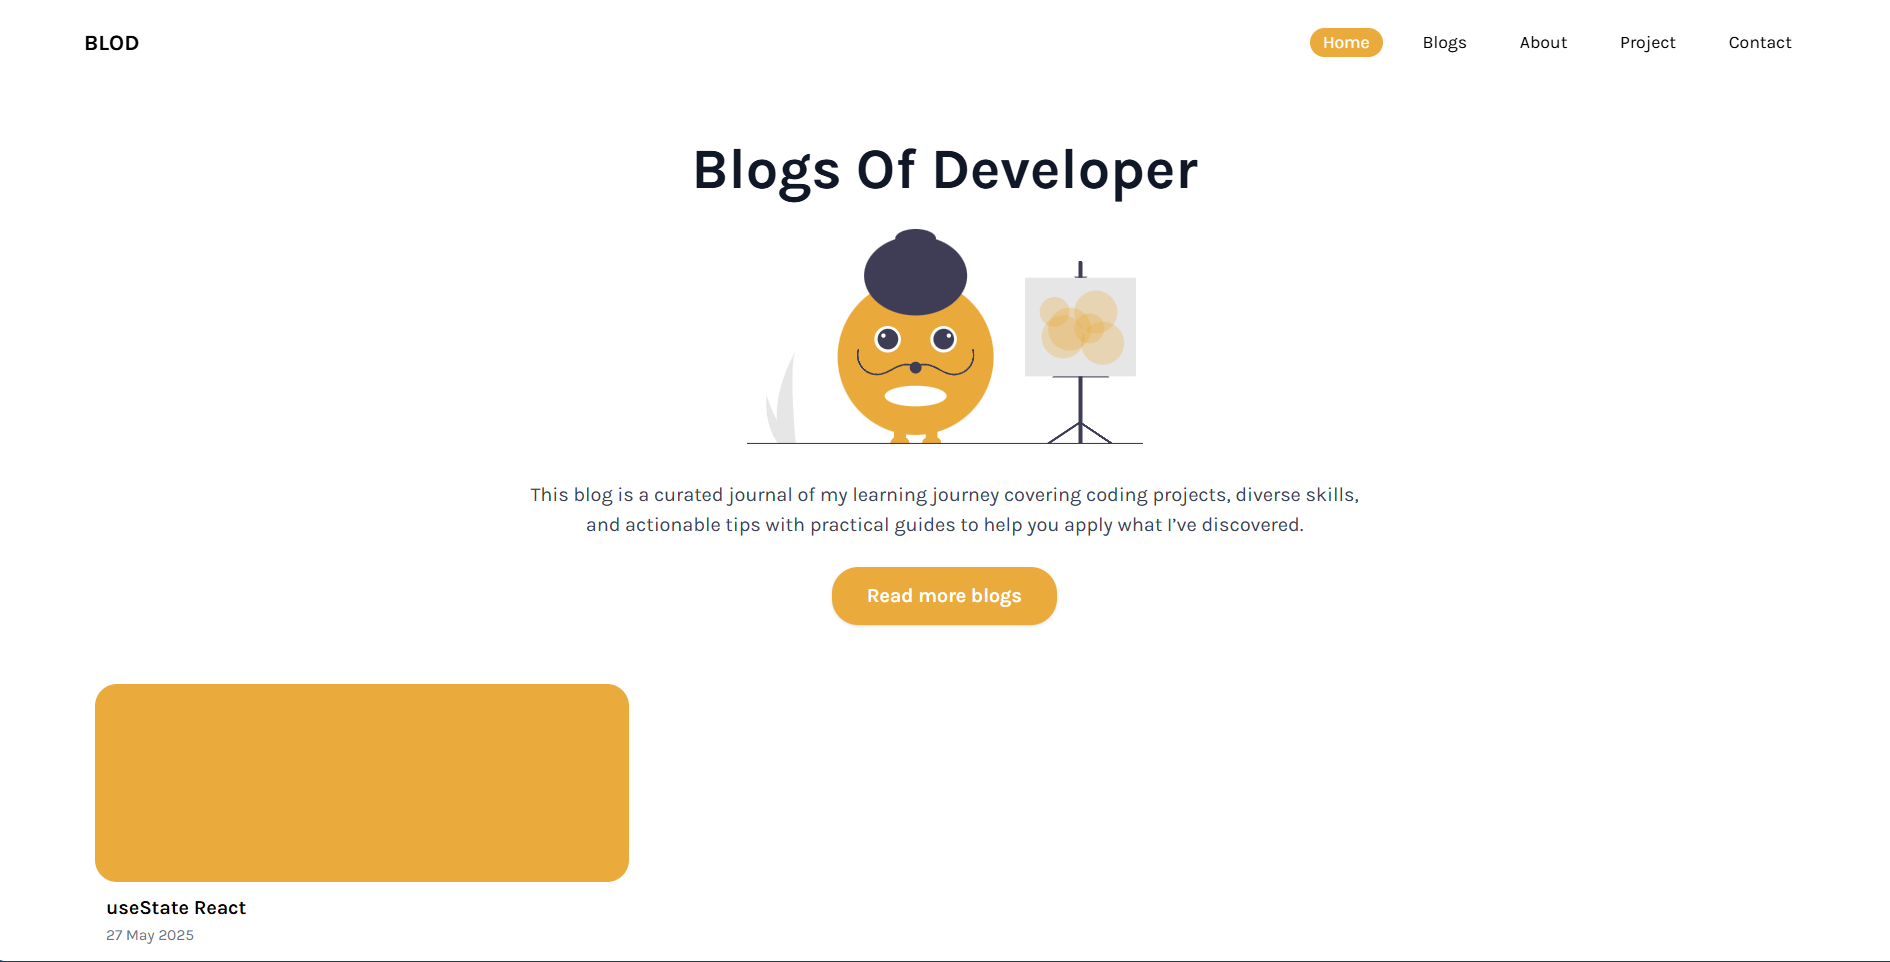 BLOD
Home Blogs About Project Contact
Blogs Of Developer
This blog is a curated journal of my learning journey covering coding projects, diverse skills,
and actionable tips with practical guides to help you apply what I’ve discovered.
Read more blogs
useState React
27 May 2025